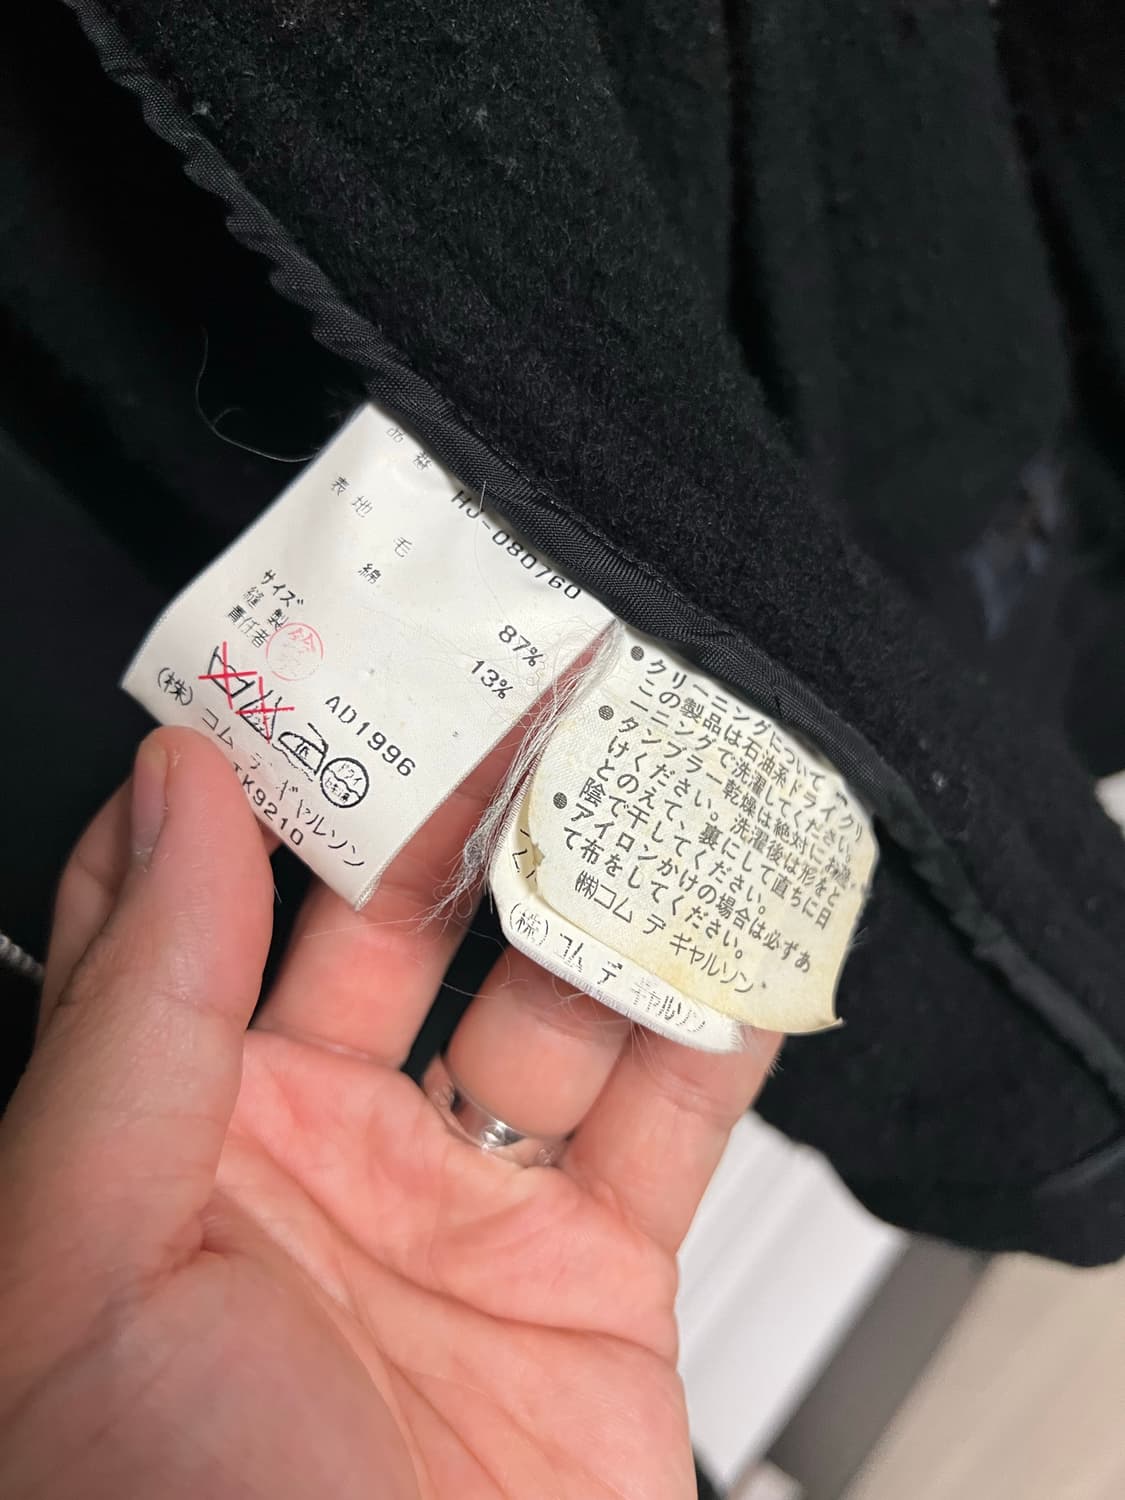 品番 HJ-080760
表地 毛 87%
綿 13%
サイズ
縫製
責任者
AD1996
ドライ
(株) コム デ ギャルソン
TK9210
●クリーニングについて
この製品は石油系ドライクリ
ーニングで洗濯してください。
●タンブラー乾燥は絶対にお避
けください。洗濯後は形をと
とのえて、裏にして直ちに日
陰で干してください。
●アイロンかけの場合は必ずあ
て布をしてください。
㈱コム デ ギャルソン
(株) コム デ ギャルソン